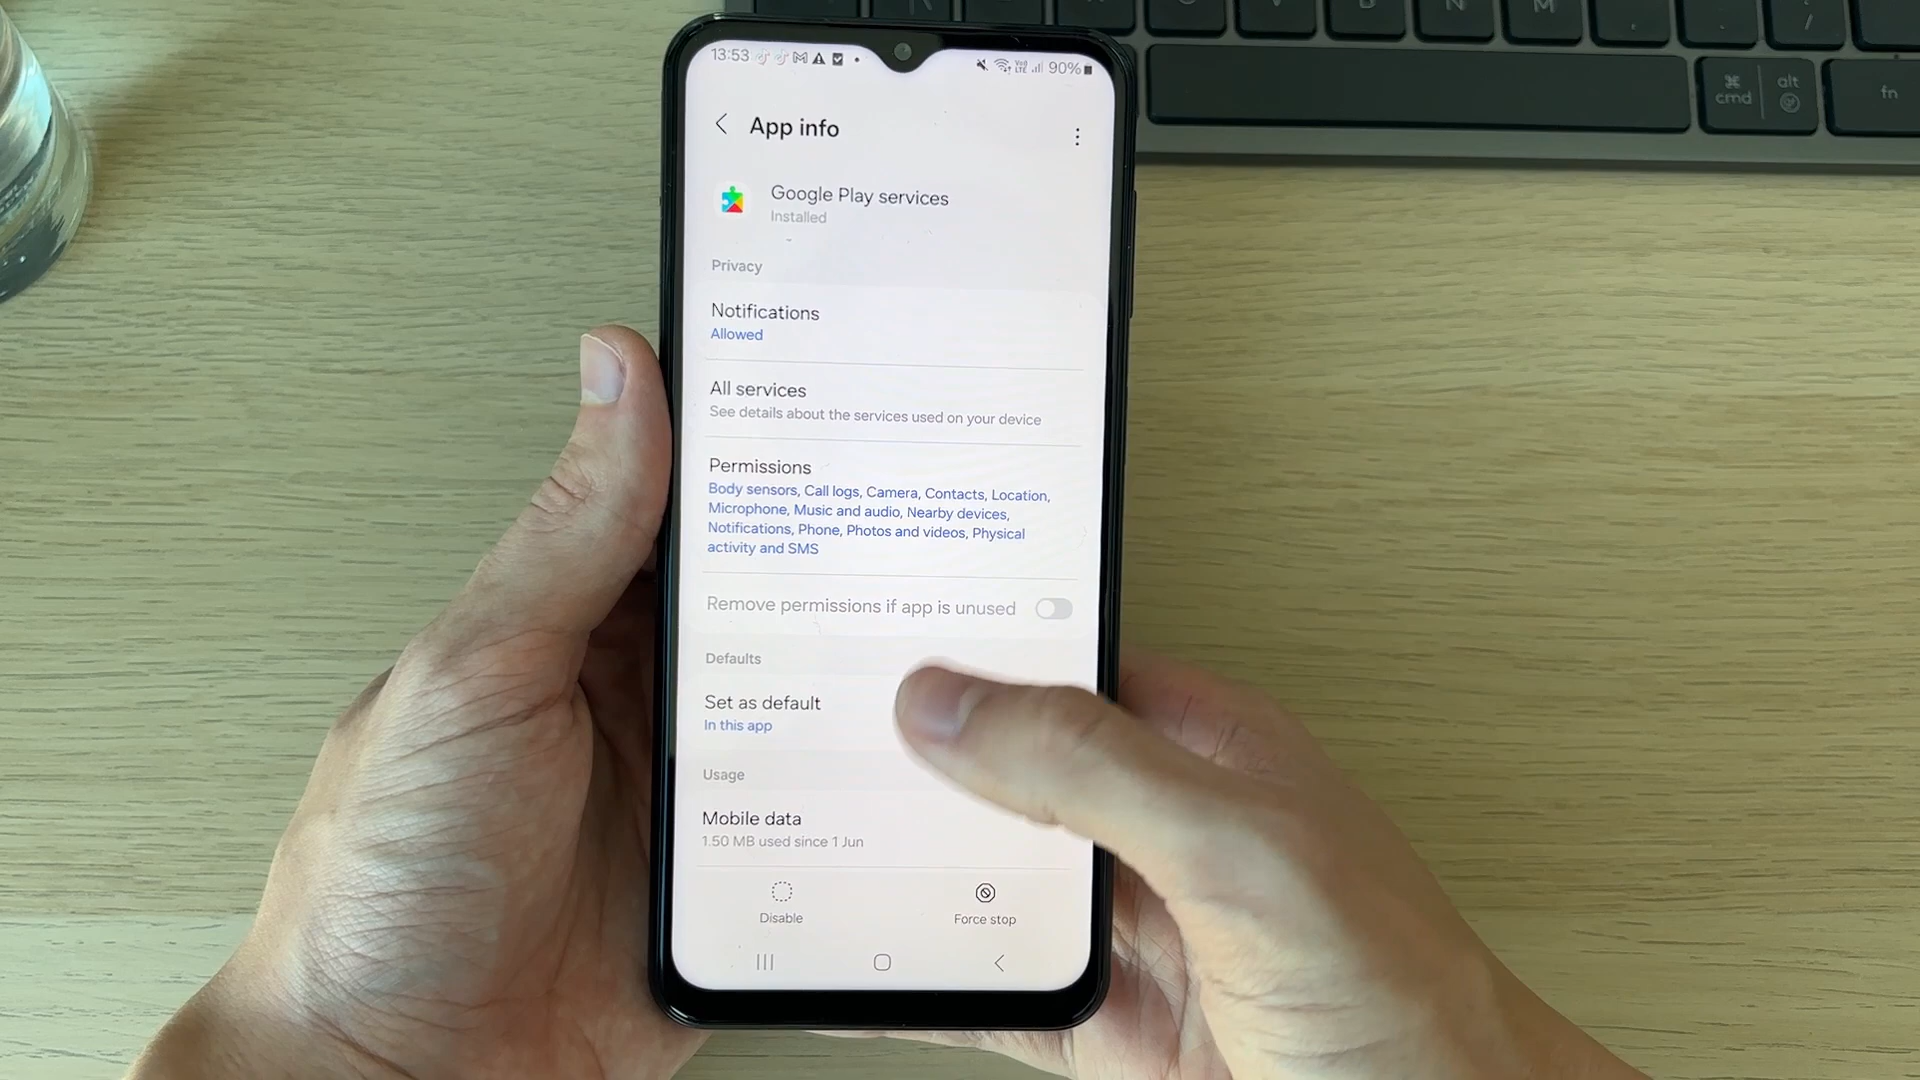 13:53
VoLTE 90%
App info
Google Play services
Installed
Privacy
Notifications
Allowed
All services
See details about the services used on your device
Permissions
Body sensors, Call logs, Camera, Contacts, Location,
Microphone, Music and audio, Nearby devices,
Notifications, Phone, Photos and videos, Physical
activity and SMS
Remove permissions if app is unused
Defaults
Set as default
In this app
Usage
Mobile data
1.50 MB used since 1 Jun
Disable
Force stop
N
M
,
.
/
⌘
cmd
alt
fn